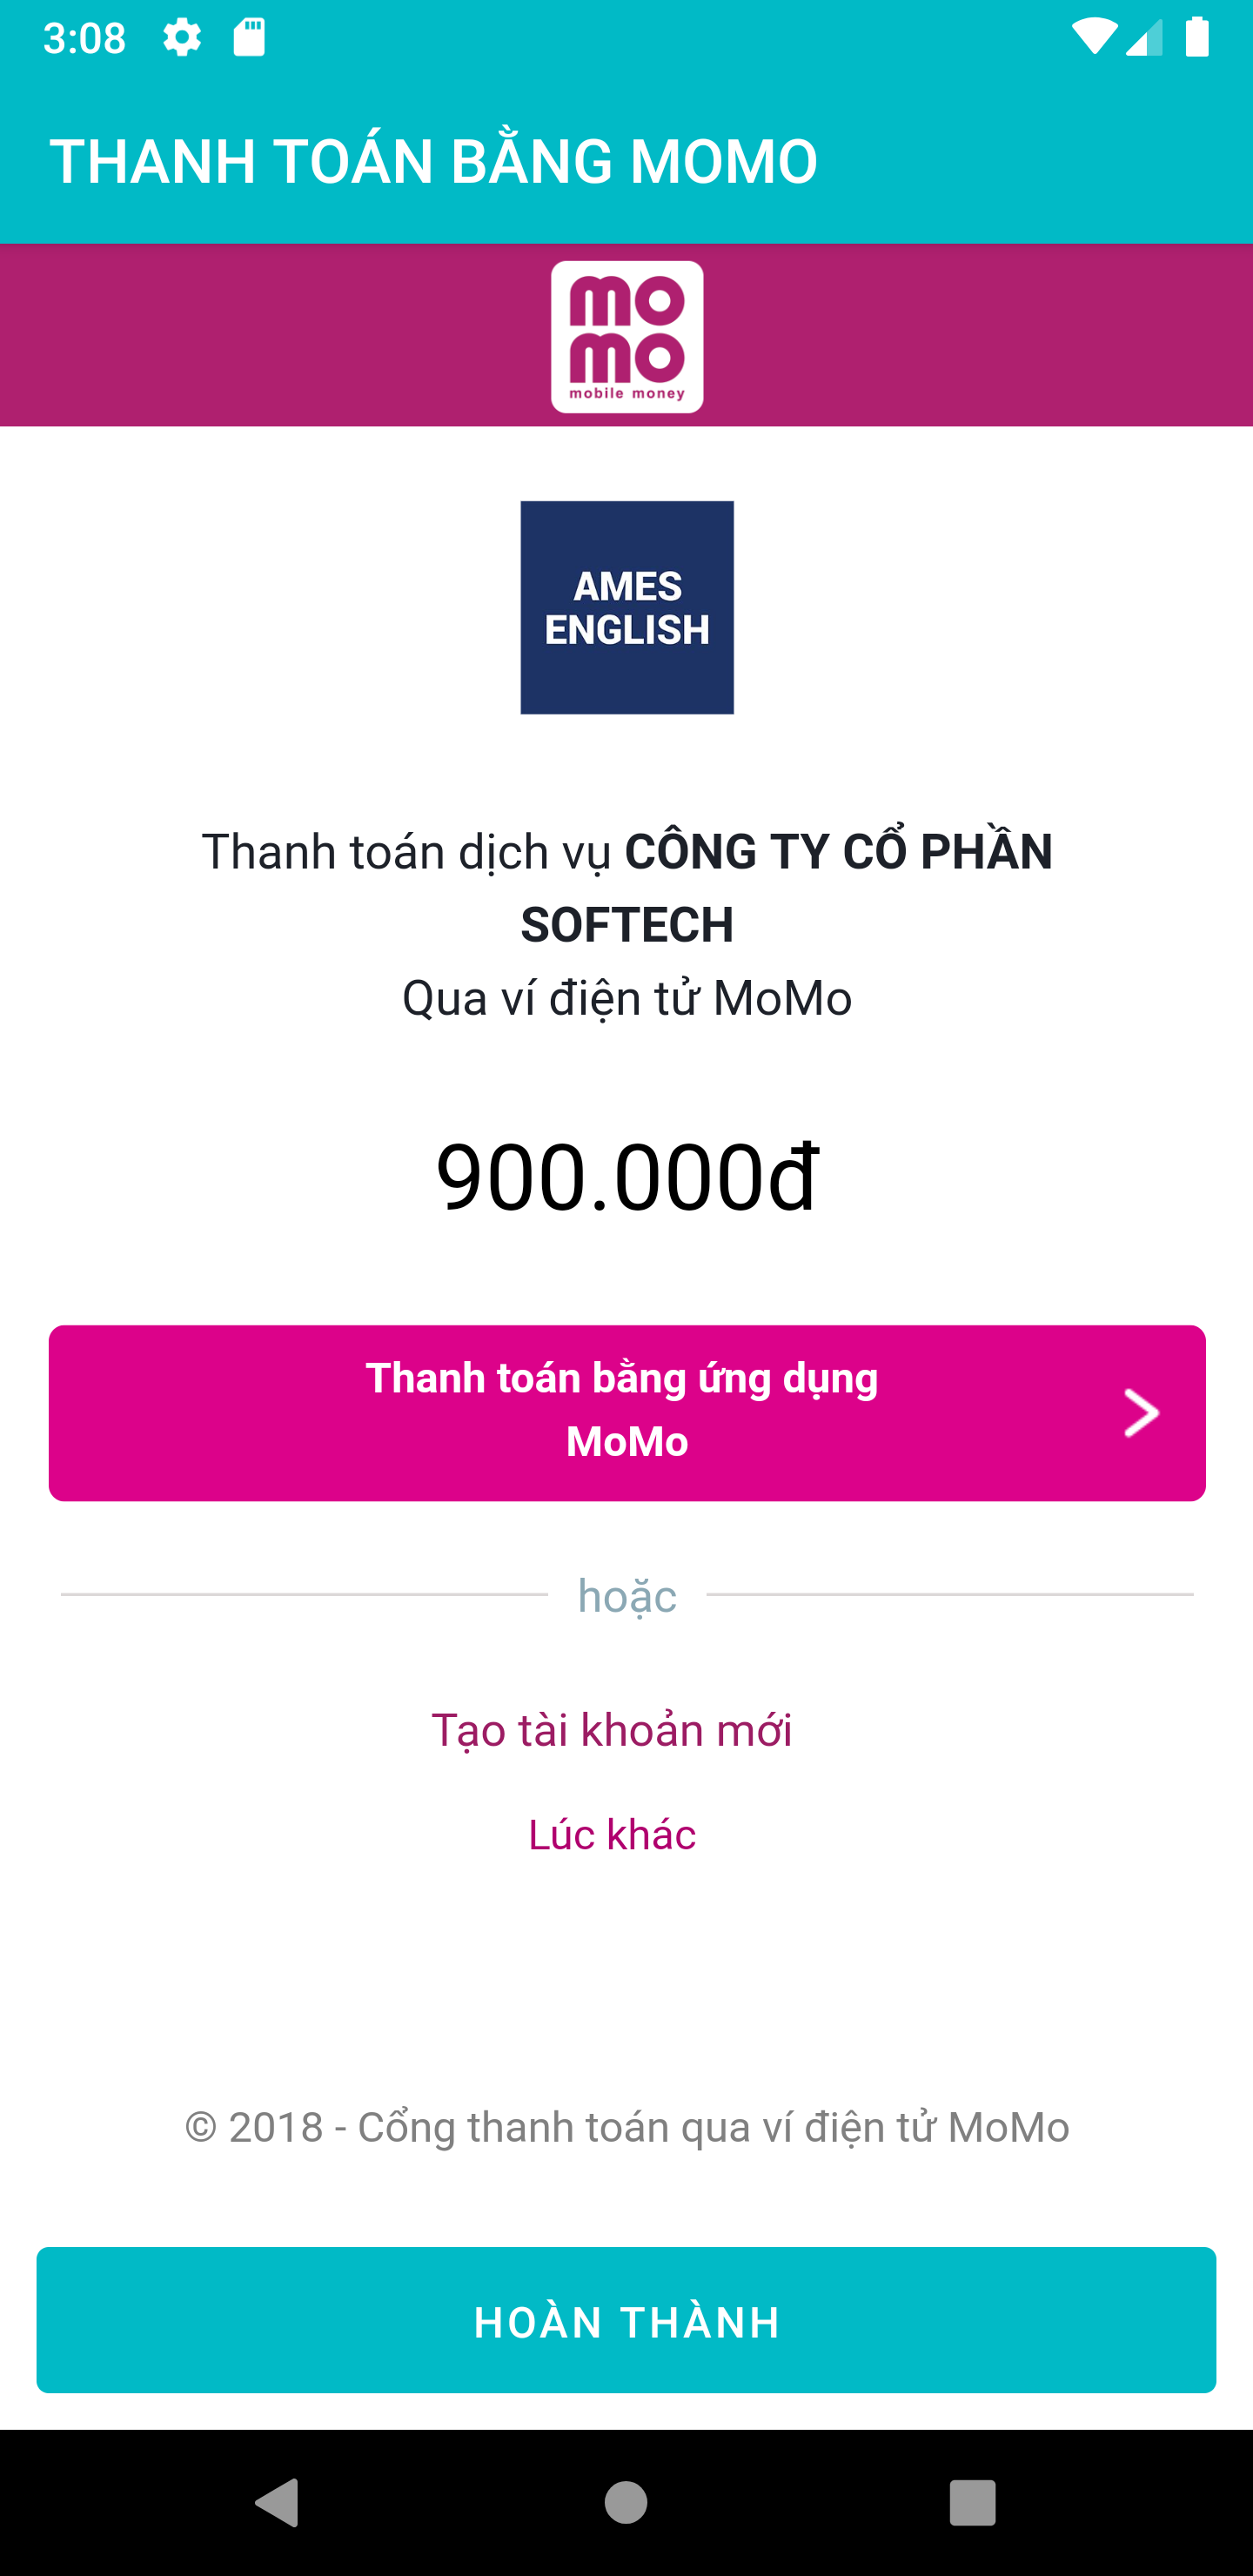 3:08
THANH TOÁN BẰNG MOMO
mo
mo
mobile money
AMES
ENGLISH
Thanh toán dịch vụ CÔNG TY CỔ PHẦN
SOFTECH
Qua ví điện tử MoMo
900.000đ
Thanh toán bằng ứng dụng
MoMo
hoặc
Tạo tài khoản mới
Lúc khác
© 2018 - Cổng thanh toán qua ví điện tử MoMo
HOÀN THÀNH